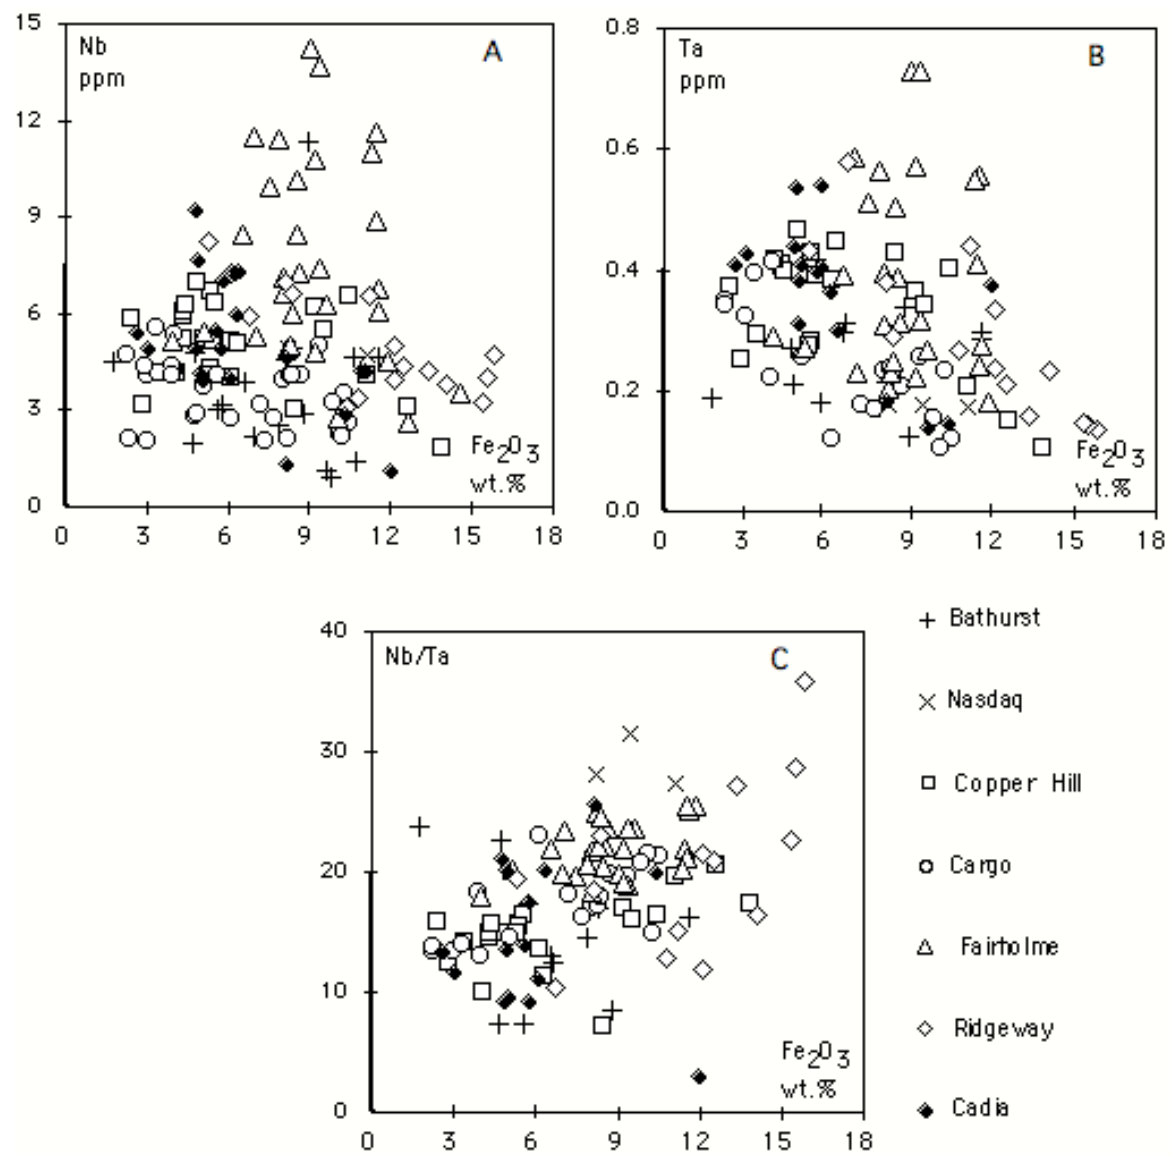 15
Nb
ppm
A
12
9
6
3
0
Fe2O3
wt.%
0 3 6 9 12 15 18
0.8
Ta
ppm
B
0.6
0.4
0.2
0.0
Fe2O3
wt.%
0 3 6 9 12 15 18
40
Nb/Ta
C
30
20
10
0
Fe2O3
wt.%
0 3 6 9 12 15 18
Bathurst
Nasdaq
Copper Hill
Cargo
Fairholme
Ridgeway
Cadia